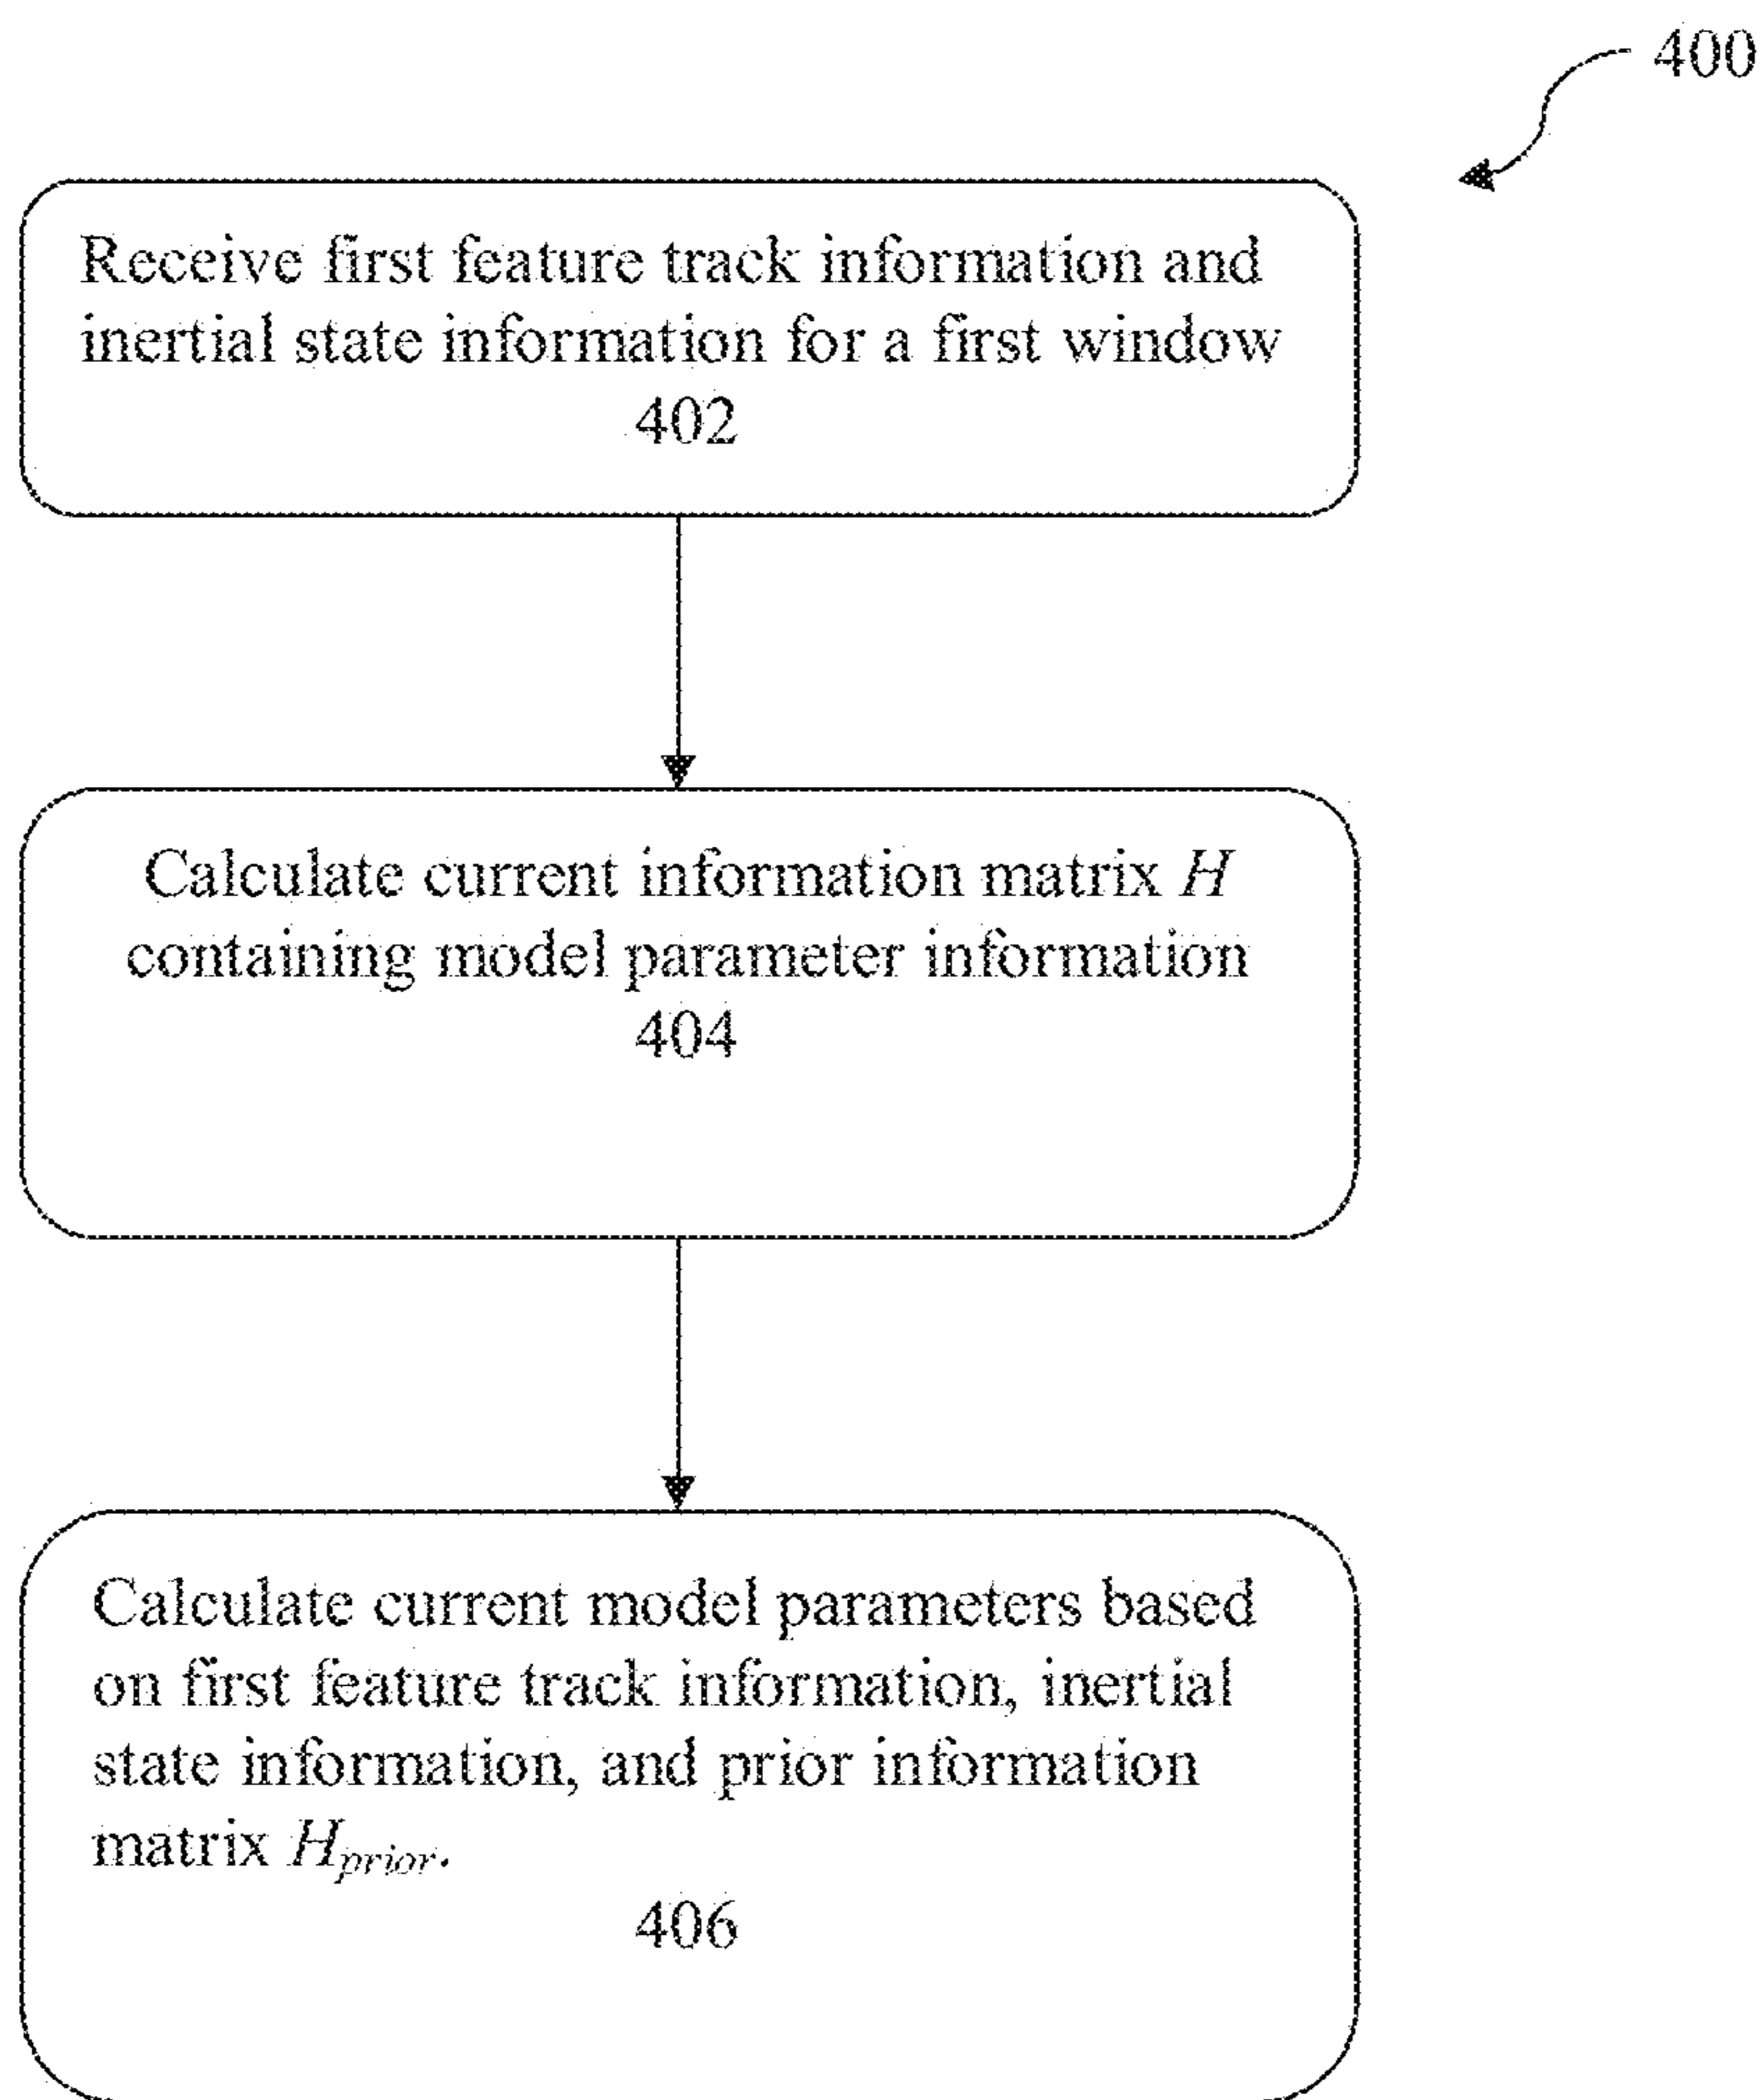 400
Receive first feature track information and
inertial state information for a first window
402
Calculate current information matrix H
containing model parameter information
404
Calculate current model parameters based
on first feature track information, inertial
state information, and prior information
matrix Hprior.
406